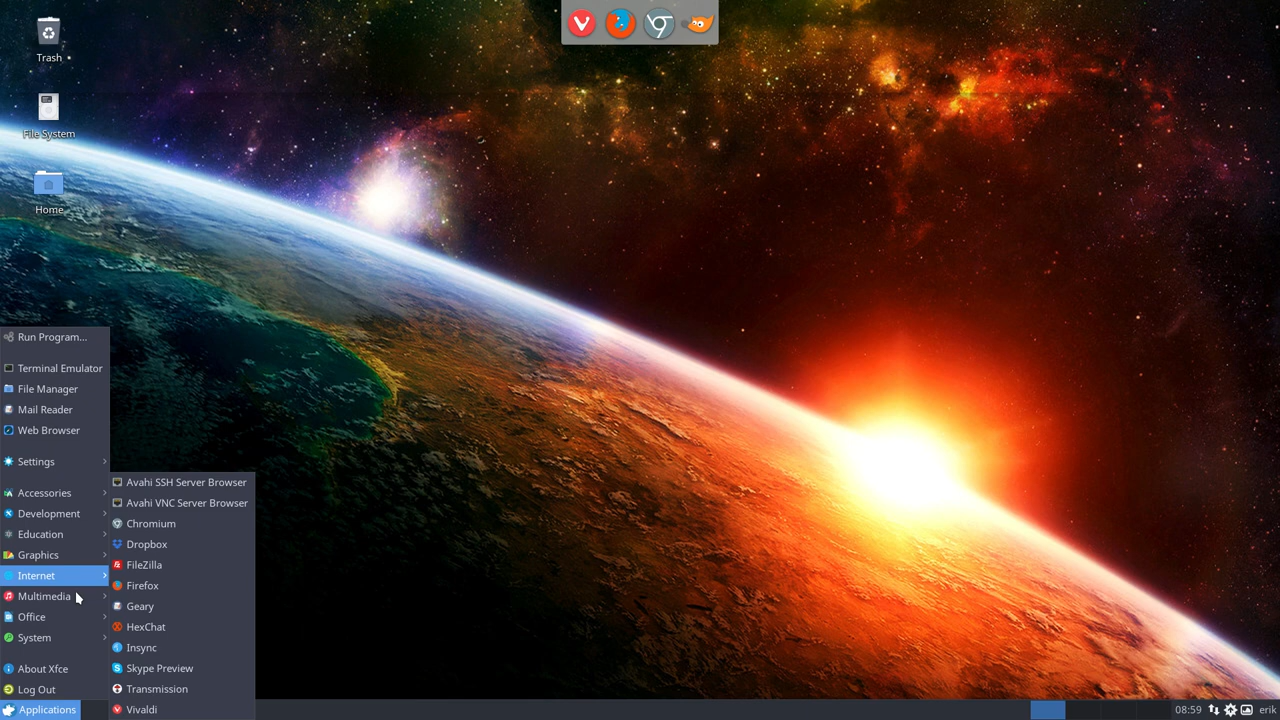 Trash
File System
Home
Run Program...
Terminal Emulator
File Manager
Mail Reader
Web Browser
Settings
Accessories
Development
Education
Graphics
Internet
Multimedia
Office
System
About Xfce
Log Out
Applications
Avahi SSH Server Browser
Avahi VNC Server Browser
Chromium
Dropbox
FileZilla
Firefox
Geary
HexChat
Insync
Skype Preview
Transmission
Vivaldi
08:59
erik